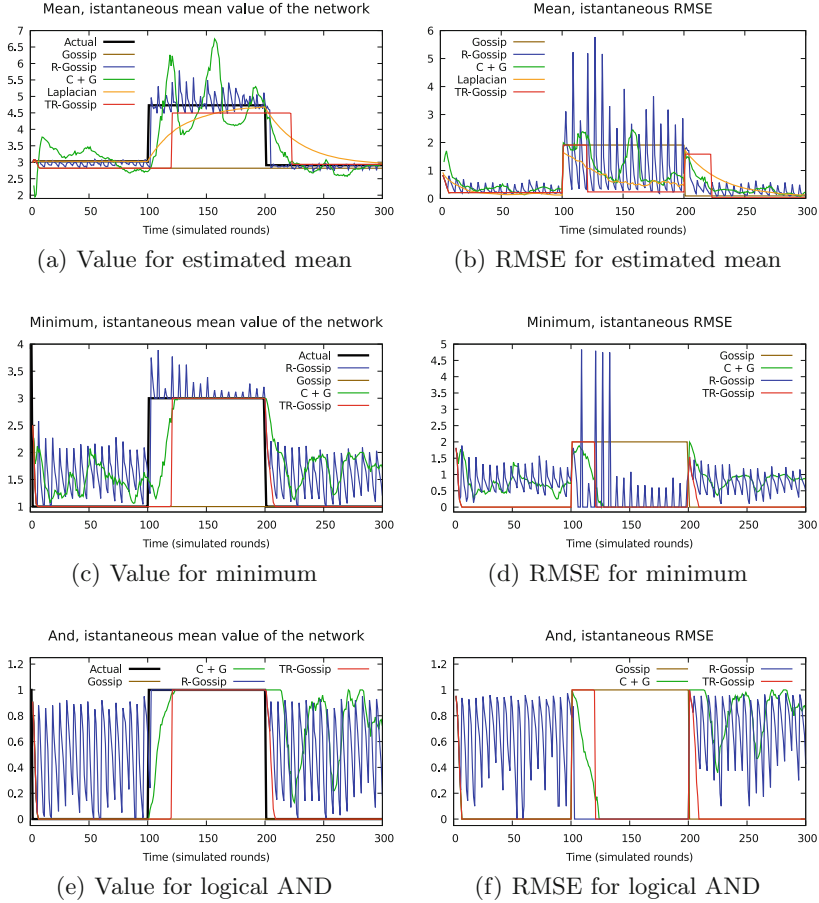 Mean, istantaneous mean value of the network
7
6.5
6
5.5
5
4.5
4
3.5
3
2.5
2
Actual
Gossip
R-Gossip
C + G
Laplacian
TR-Gossip
0 50 100 150 200 250 300
Time (simulated rounds)
(a) Value for estimated mean
Mean, istantaneous RMSE
6
5
4
3
2
1
0
Gossip
R-Gossip
C + G
Laplacian
TR-Gossip
0 50 100 150 200 250 300
Time (simulated rounds)
(b) RMSE for estimated mean
Minimum, istantaneous mean value of the network
4
3.5
3
2.5
2
1.5
1
Actual
R-Gossip
Gossip
C + G
TR-Gossip
0 50 100 150 200 250 300
Time (simulated rounds)
(c) Value for minimum
Minimum, istantaneous RMSE
5
4.5
4
3.5
3
2.5
2
1.5
1
0.5
0
Gossip
C + G
R-Gossip
TR-Gossip
0 50 100 150 200 250 300
Time (simulated rounds)
(d) RMSE for minimum
And, istantaneous mean value of the network
1.2
1
0.8
0.6
0.4
0.2
0
Actual C + G TR-Gossip
Gossip R-Gossip
0 50 100 150 200 250 300
Time (simulated rounds)
(e) Value for logical AND
And, istantaneous RMSE
1.2
1
0.8
0.6
0.4
0.2
0
Gossip R-Gossip
C + G TR-Gossip
0 50 100 150 200 250 300
Time (simulated rounds)
(f) RMSE for logical AND